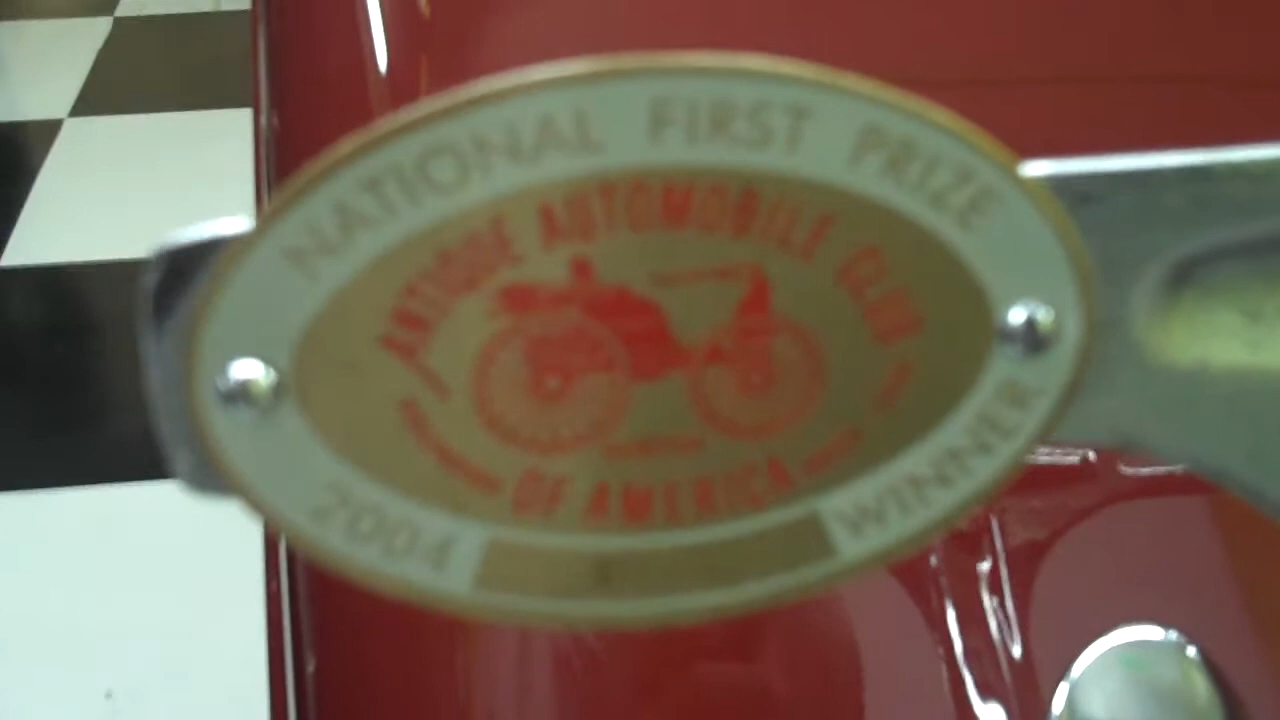 NATIONAL FIRST PRIZE
ANTIQUE AUTOMOBILE CLUB
OF AMERICA
2004 WINNER